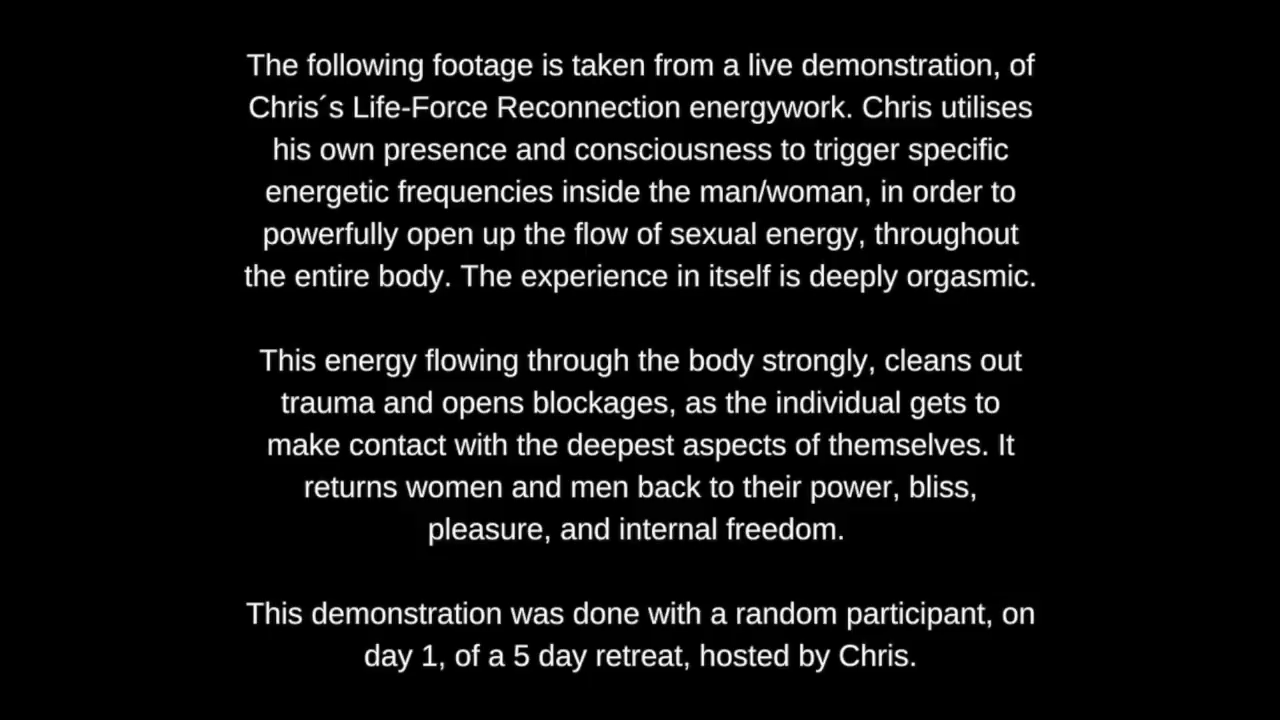 The following footage is taken from a live demonstration, of
Chris´s Life-Force Reconnection energywork. Chris utilises
his own presence and consciousness to trigger specific
energetic frequencies inside the man/woman, in order to
powerfully open up the flow of sexual energy, throughout
the entire body. The experience in itself is deeply orgasmic.
This energy flowing through the body strongly, cleans out
trauma and opens blockages, as the individual gets to
make contact with the deepest aspects of themselves. It
returns women and men back to their power, bliss,
pleasure, and internal freedom.
This demonstration was done with a random participant, on
day 1, of a 5 day retreat, hosted by Chris.